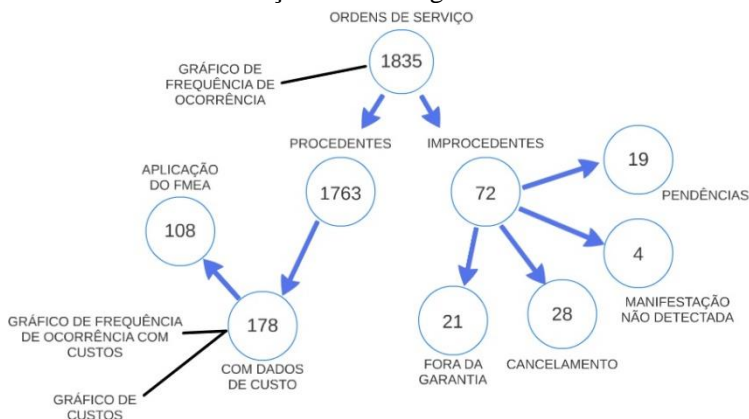 ORDENS DE SERVIÇO
1835
GRÁFICO DE
FREQUÊNCIA DE
OCORRÊNCIA
PROCEDENTES
IMPROCEDENTES
1763
72
19
PENDÊNCIAS
APLICAÇÃO
DO FMEA
108
4
MANIFESTAÇÃO
NÃO DETECTADA
GRÁFICO DE FREQUÊNCIA
DE OCORRÊNCIA COM
CUSTOS
178
COM DADOS
DE CUSTO
21
FORA DA
GARANTIA
28
CANCELAMENTO
GRÁFICO DE
CUSTOS